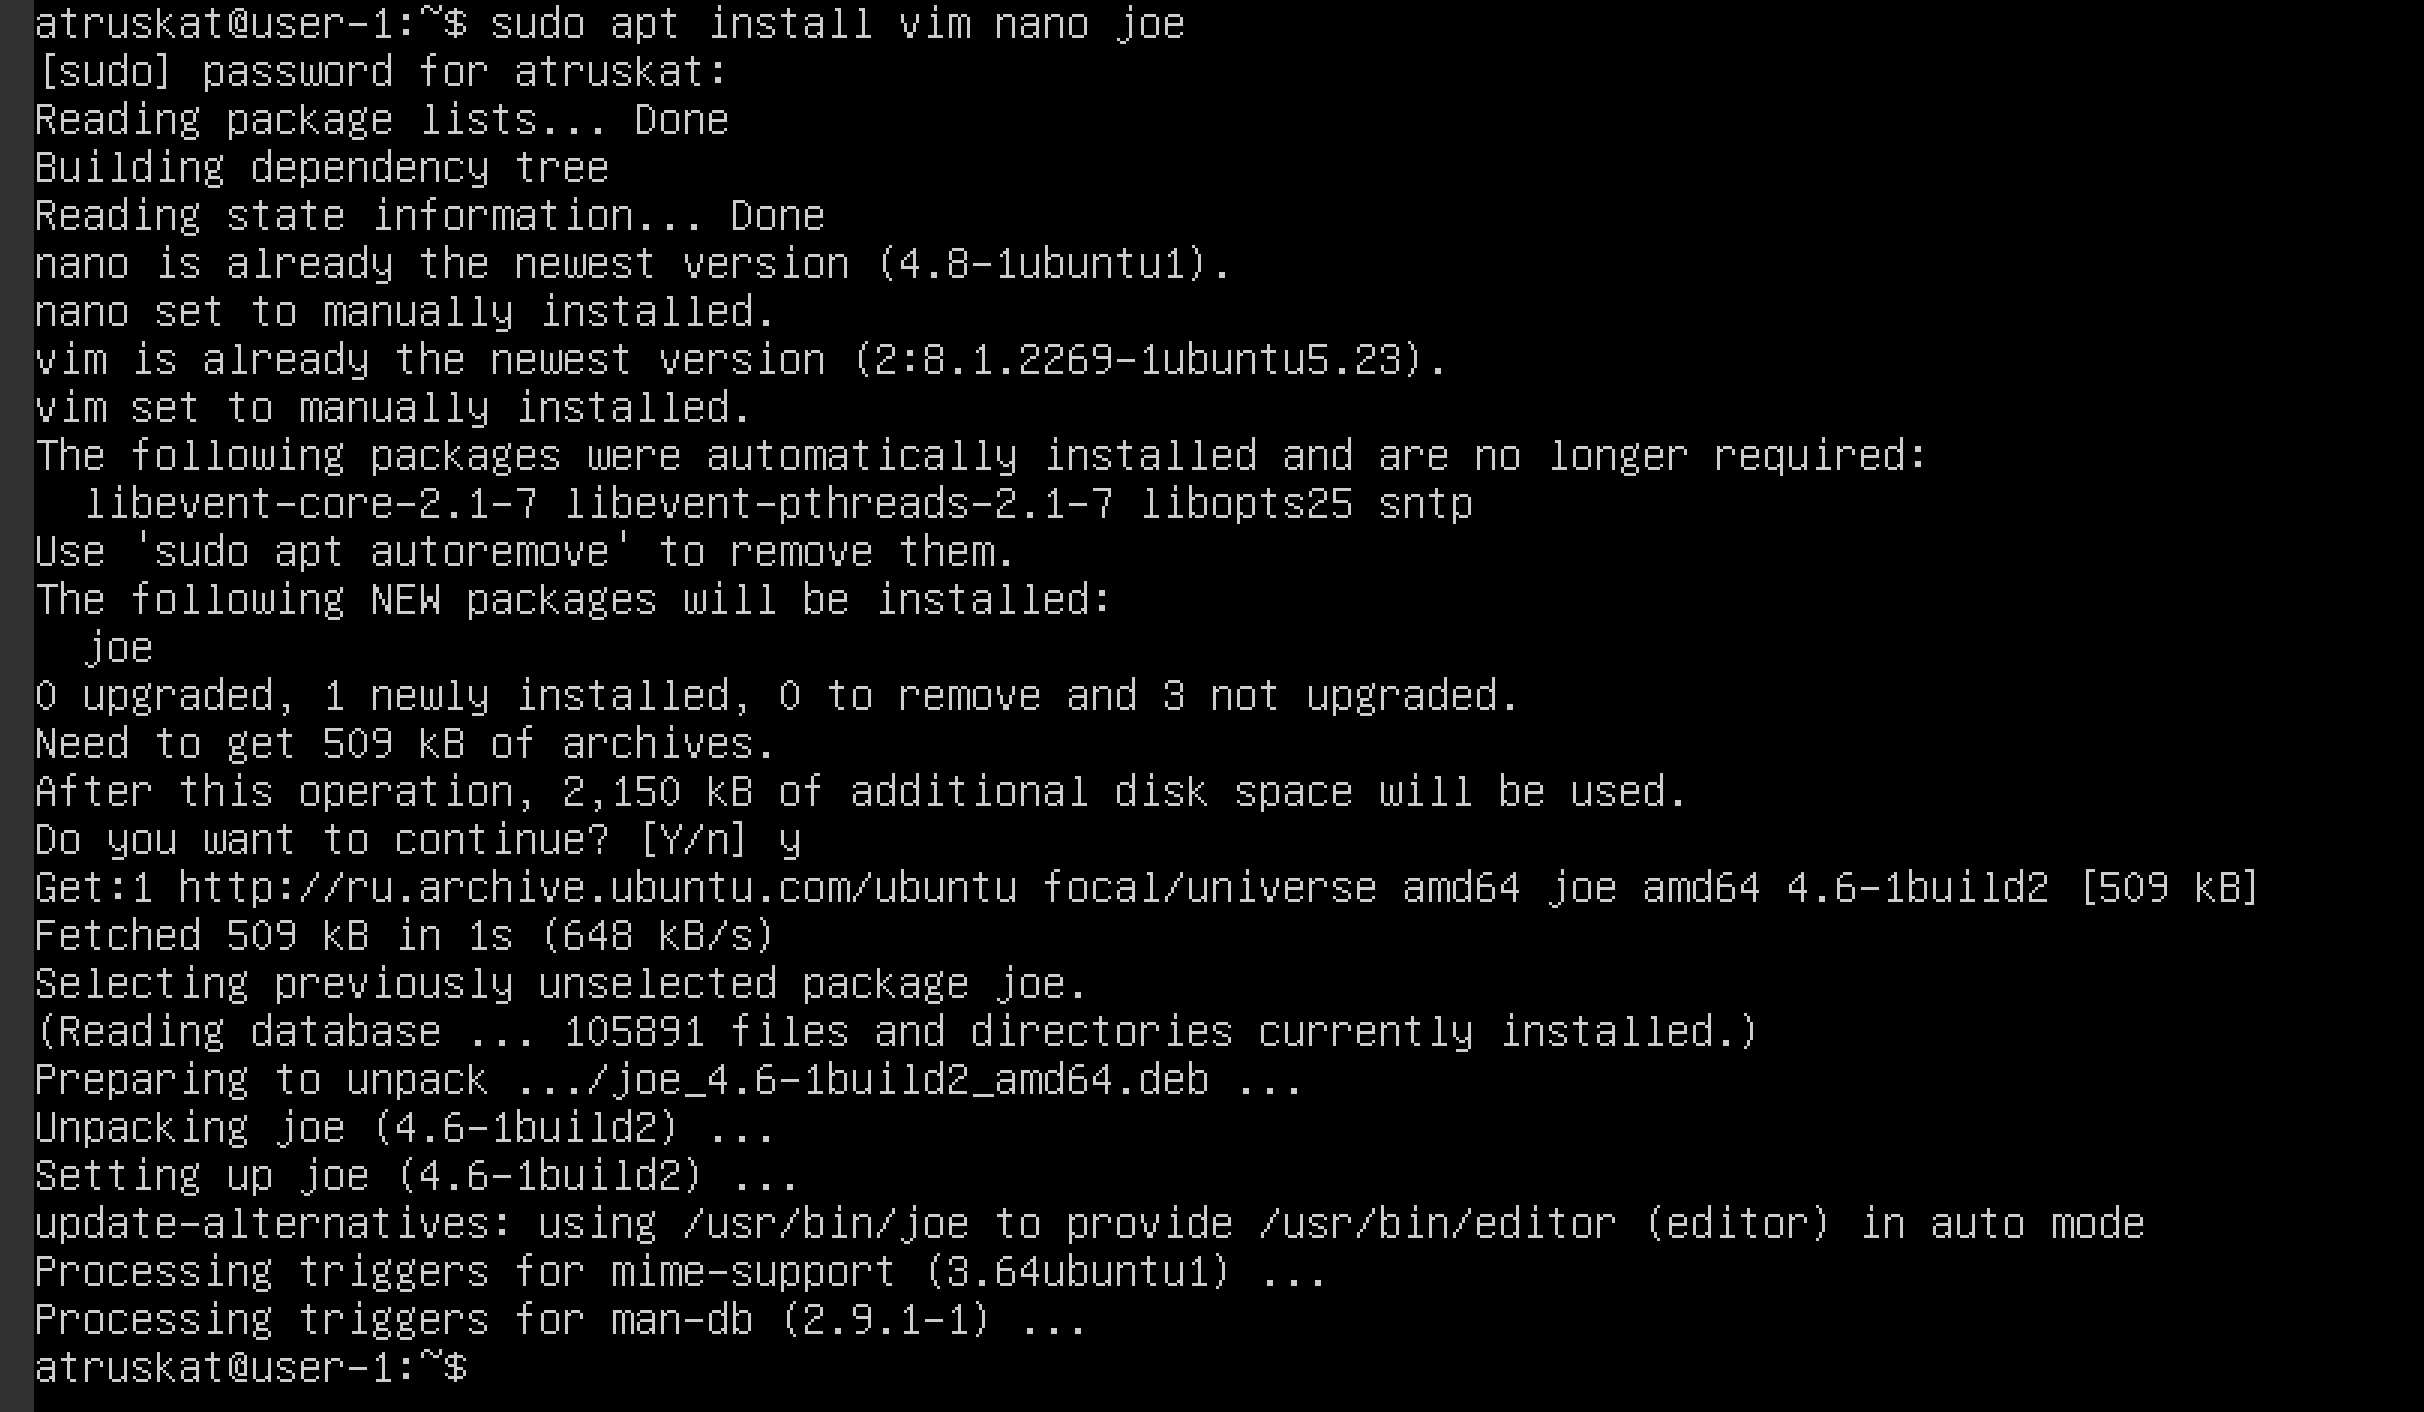 atruskat@user-1:~$ sudo apt install vim nano joe
[sudo] password for atruskat:
Reading package lists... Done
Building dependency tree
Reading state information... Done
nano is already the newest version (4.8-1ubuntu1).
nano set to manually installed.
vim is already the newest version (2:8.1.2269-1ubuntu5.23).
vim set to manually installed.
The following packages were automatically installed and are no longer required:
  libevent-core-2.1-7 libevent-pthreads-2.1-7 libopts25 sntp
Use 'sudo apt autoremove' to remove them.
The following NEW packages will be installed:
  joe
0 upgraded, 1 newly installed, 0 to remove and 3 not upgraded.
Need to get 509 kB of archives.
After this operation, 2,150 kB of additional disk space will be used.
Do you want to continue? [Y/n] y
Get:1 http://ru.archive.ubuntu.com/ubuntu focal/universe amd64 joe amd64 4.6-1build2 [509 kB]
Fetched 509 kB in 1s (648 kB/s)
Selecting previously unselected package joe.
(Reading database ... 105891 files and directories currently installed.)
Preparing to unpack .../joe_4.6-1build2_amd64.deb ...
Unpacking joe (4.6-1build2) ...
Setting up joe (4.6-1build2) ...
update-alternatives: using /usr/bin/joe to provide /usr/bin/editor (editor) in auto mode
Processing triggers for mime-support (3.64ubuntu1) ...
Processing triggers for man-db (2.9.1-1) ...
atruskat@user-1:~$